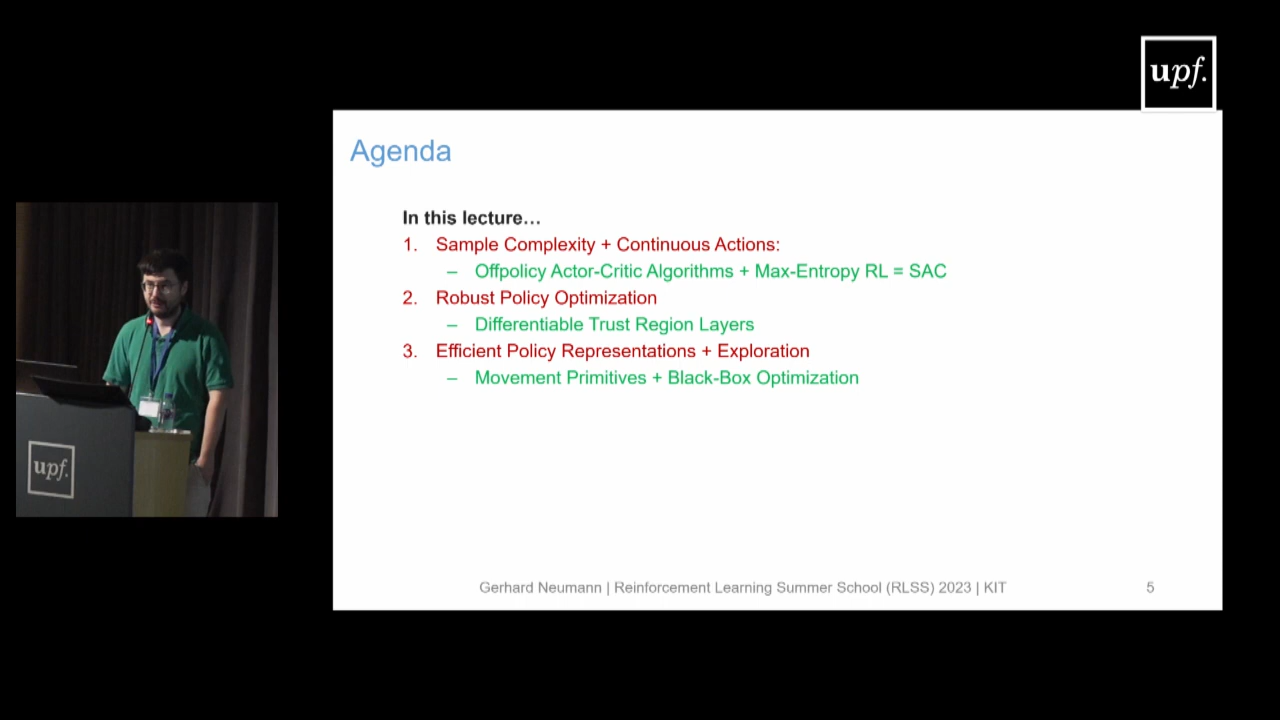 upf.
Agenda
In this lecture…
1. Sample Complexity + Continuous Actions:
– Offpolicy Actor-Critic Algorithms + Max-Entropy RL = SAC
2. Robust Policy Optimization
– Differentiable Trust Region Layers
3. Efficient Policy Representations + Exploration
– Movement Primitives + Black-Box Optimization
upf.
Gerhard Neumann | Reinforcement Learning Summer School (RLSS) 2023 | KIT
5